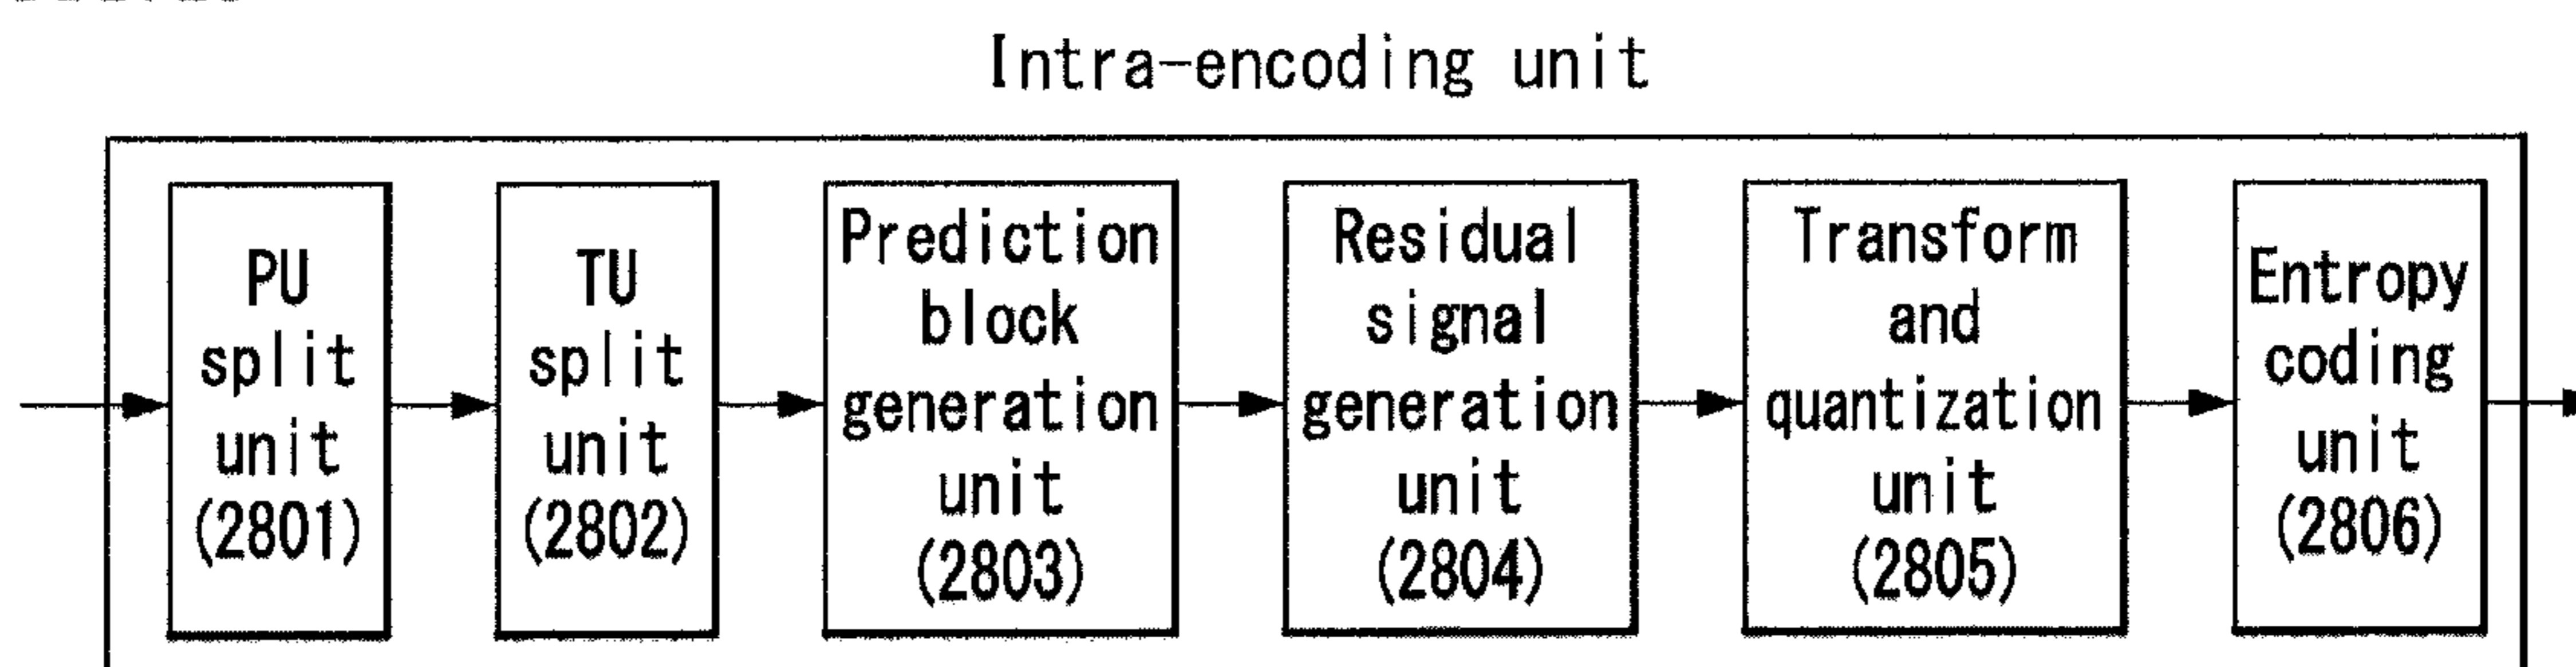 Intra-encoding unit
PU
split
unit
(2801)
TU
split
unit
(2802)
Prediction
block
generation
unit
(2803)
Residual
signal
generation
unit
(2804)
Transform
and
quantization
unit
(2805)
Entropy
coding
unit
(2806)